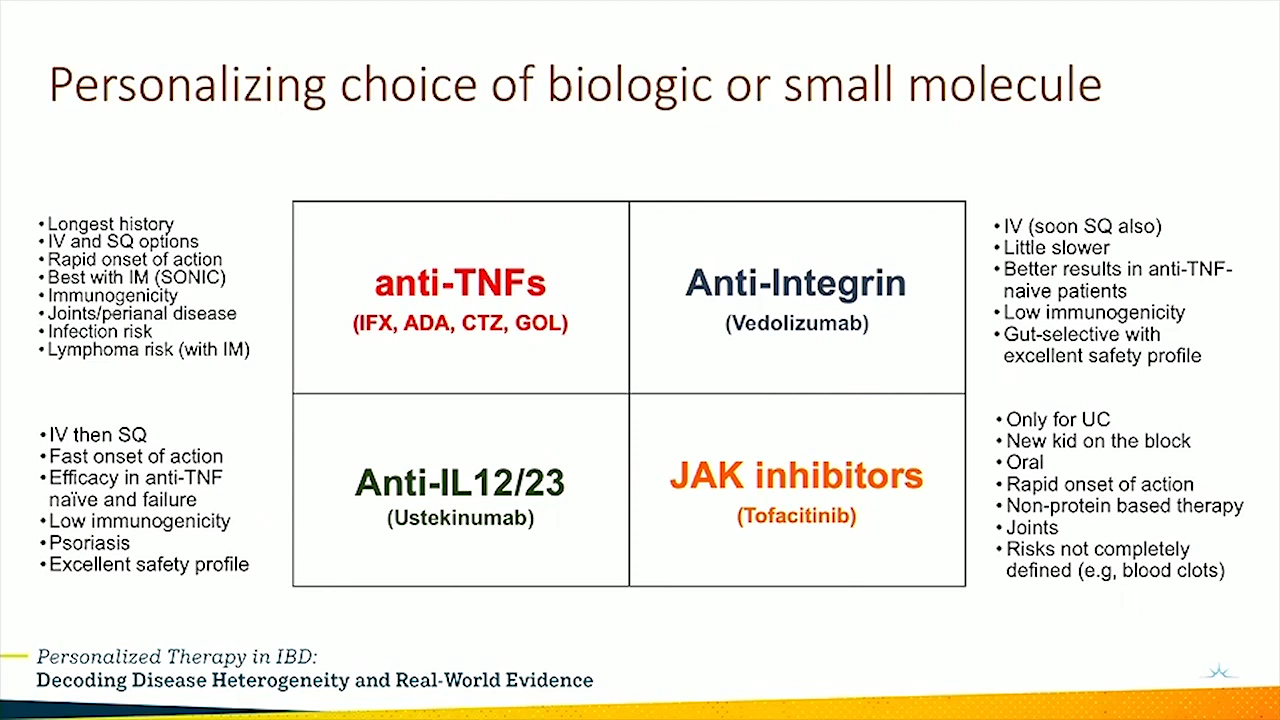 Personalizing choice of biologic or small molecule
• Longest history
• IV and SQ options
• Rapid onset of action
• Best with IM (SONIC)
• Immunogenicity
• Joints/perianal disease
• Infection risk
• Lymphoma risk (with IM)
anti-TNFs
(IFX, ADA, CTZ, GOL)
Anti-Integrin
(Vedolizumab)
• IV (soon SQ also)
• Little slower
• Better results in anti-TNF-
naive patients
• Low immunogenicity
• Gut-selective with
excellent safety profile
• IV then SQ
• Fast onset of action
• Efficacy in anti-TNF
naïve and failure
• Low immunogenicity
• Psoriasis
• Excellent safety profile
Anti-IL12/23
(Ustekinumab)
JAK inhibitors
(Tofacitinib)
• Only for UC
• New kid on the block
• Oral
• Rapid onset of action
• Non-protein based therapy
• Joints
• Risks not completely
defined (e.g, blood clots)
Personalized Therapy in IBD:
Decoding Disease Heterogeneity and Real-World Evidence